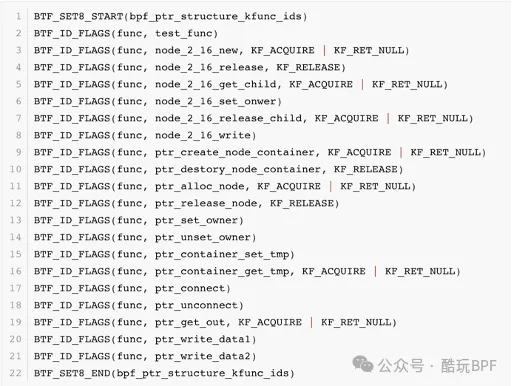 1 BTF_SET8_START(bpf_ptr_structure_kfunc_ids)
2 BTF_ID_FLAGS(func, test_func)
3 BTF_ID_FLAGS(func, node_2_16_new, KF_ACQUIRE | KF_RET_NULL)
4 BTF_ID_FLAGS(func, node_2_16_release, KF_RELEASE)
5 BTF_ID_FLAGS(func, node_2_16_get_child, KF_ACQUIRE | KF_RET_NULL)
6 BTF_ID_FLAGS(func, node_2_16_set_onwer)
7 BTF_ID_FLAGS(func, node_2_16_release_child, KF_ACQUIRE | KF_RET_NULL)
8 BTF_ID_FLAGS(func, node_2_16_write)
9 BTF_ID_FLAGS(func, ptr_create_node_container, KF_ACQUIRE | KF_RET_NULL)
10 BTF_ID_FLAGS(func, ptr_destory_node_container, KF_RELEASE)
11 BTF_ID_FLAGS(func, ptr_alloc_node, KF_ACQUIRE | KF_RET_NULL)
12 BTF_ID_FLAGS(func, ptr_release_node, KF_RELEASE)
13 BTF_ID_FLAGS(func, ptr_set_owner)
14 BTF_ID_FLAGS(func, ptr_unset_owner)
15 BTF_ID_FLAGS(func, ptr_container_set_tmp)
16 BTF_ID_FLAGS(func, ptr_container_get_tmp, KF_ACQUIRE | KF_RET_NULL)
17 BTF_ID_FLAGS(func, ptr_connect)
18 BTF_ID_FLAGS(func, ptr_unconnect)
19 BTF_ID_FLAGS(func, ptr_get_out, KF_ACQUIRE | KF_RET_NULL)
20 BTF_ID_FLAGS(func, ptr_write_data1)
21 BTF_ID_FLAGS(func, ptr_write_data2)
22 BTF_SET8_END(bpf_ptr_structure_kfunc_ids)
公众号 · 酷玩BPF